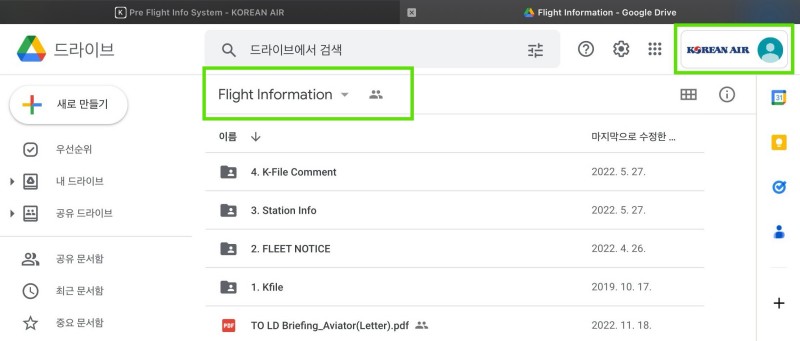 Pre Flight Info System - KOREAN AIR
Flight Information - Google Drive
드라이브
드라이브에서 검색
KOREAN AIR
새로 만들기
Flight Information
우선순위
내 드라이브
공유 드라이브
공유 문서함
최근 문서함
중요 문서함
이름
마지막으로 수정한 ...
4. K-File Comment
2022. 5. 27.
3. Station Info
2022. 5. 27.
2. FLEET NOTICE
2022. 4. 26.
1. Kfile
2019. 10. 17.
PDF
TO LD Briefing_Aviator(Letter).pdf
2022. 11. 18.
31